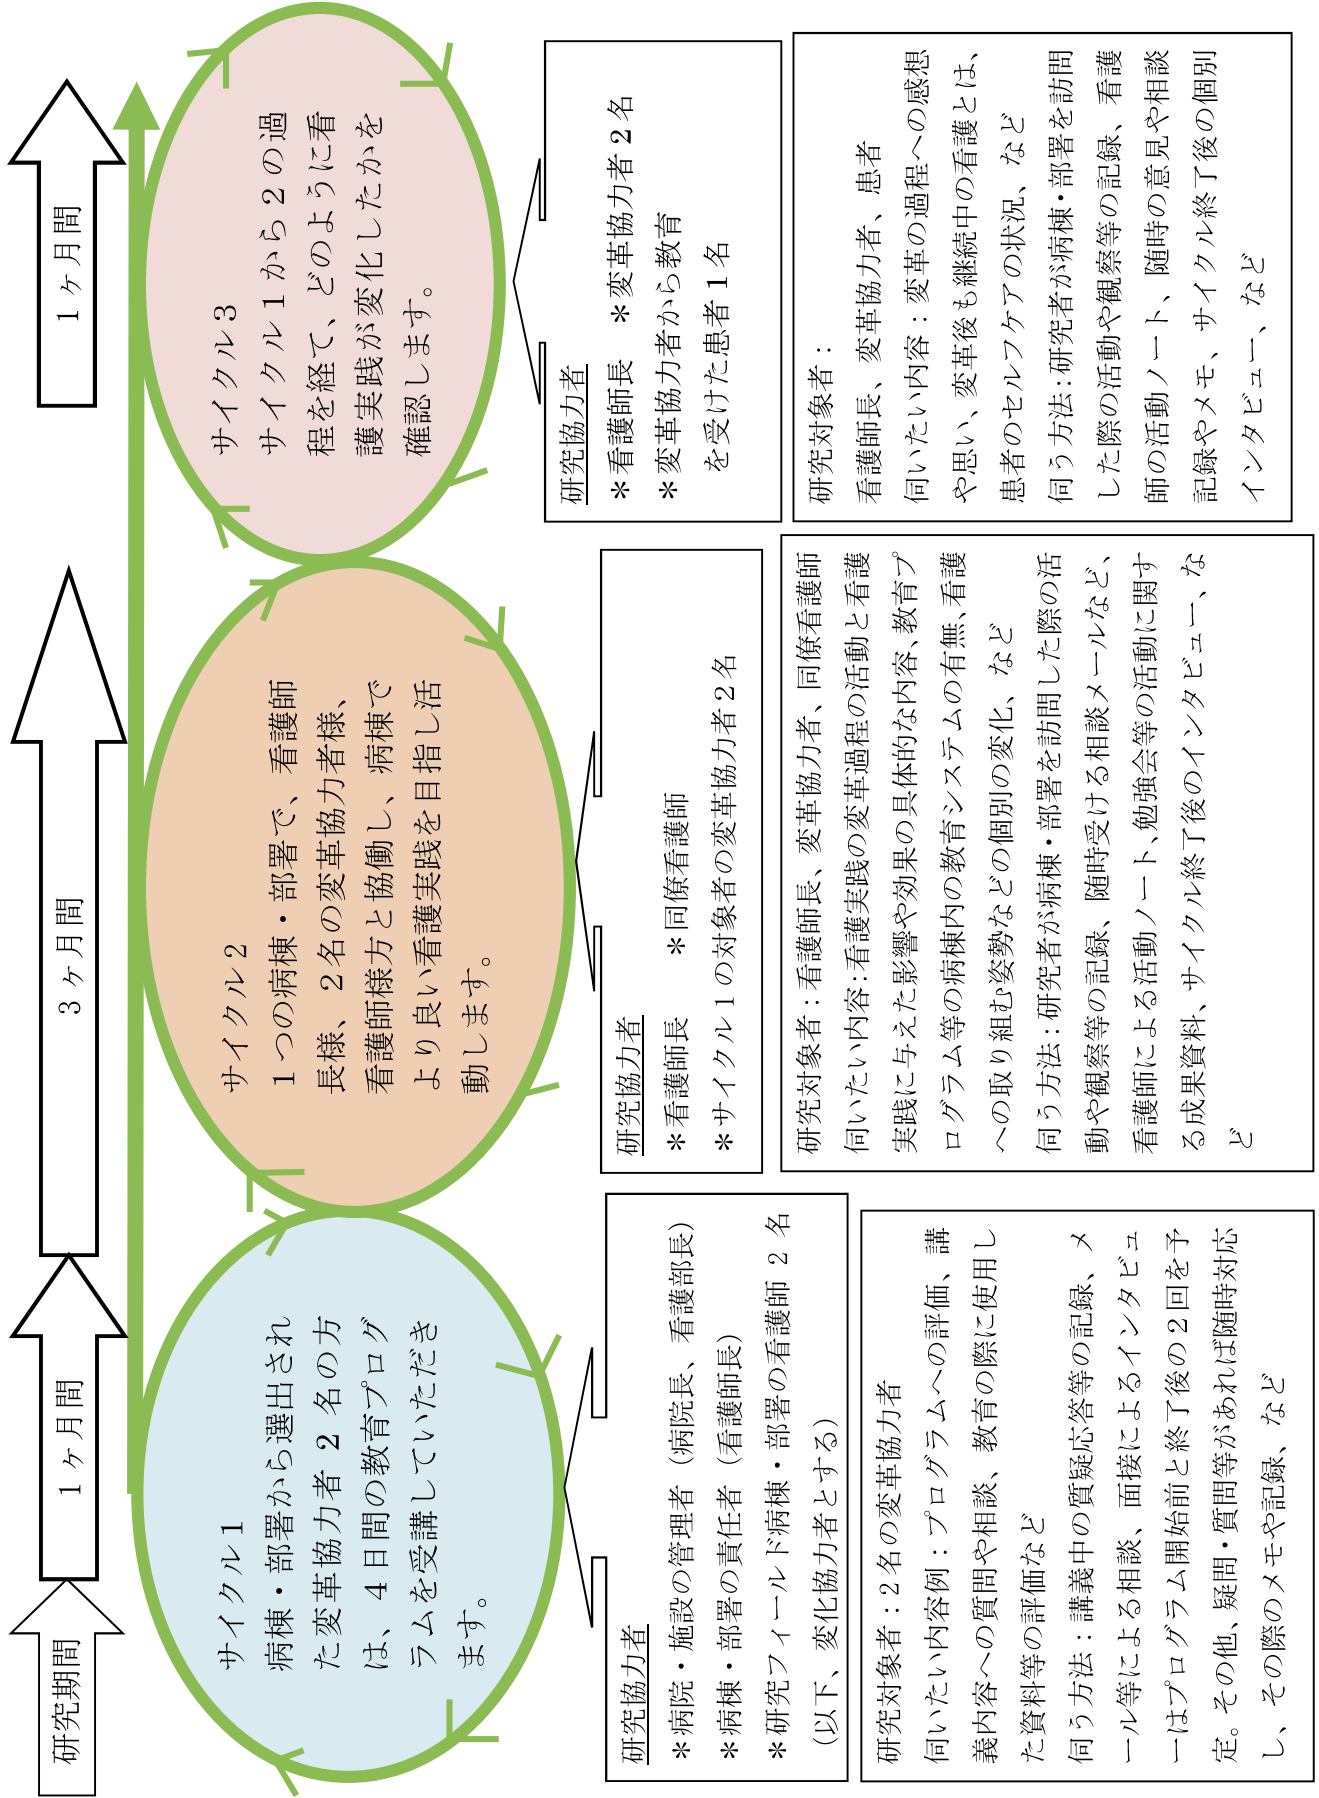 研究期間
1ヶ月間
3ヶ月間
1ヶ月間
サイクル1
病棟・部署から選出され
た変革協力者 2 名の方
は、4日間の教育プログ
ラムを受講していただき
ます。
サイクル2
1つの病棟・部署で、看護師
長様、2名の変革協力者様、
看護師様方と協働し、病棟で
より良い看護実践を目指し活
動します。
サイクル3
サイクル1から2の過
程を経て、どのように看
護実践が変化したかを
確認します。
研究協力者
＊病院・施設の管理者（病院長、看護部長）
＊病棟・部署の責任者（看護師長）
＊研究フィールド病棟・部署の看護師 2 名
（以下、変化協力者とする）
研究協力者
＊看護師長　＊同僚看護師
＊サイクル1の対象者の変革協力者2名
研究協力者
＊看護師長　＊変革協力者2名
＊変革協力者から教育
を受けた患者1名
研究対象者：2名の変革協力者
伺いたい内容例：プログラムへの評価、講
義内容への質問や相談、教育の際に使用し
た資料等の評価など
伺う方法：講義中の質疑応答等の記録、メ
ール等による相談、面接によるインタビュ
ーはプログラム開始前と終了後の2回を予
定。その他、疑問・質問等があれば随時対応
し、その際のメモや記録、など
研究対象者：看護師長、変革協力者、同僚看護師
伺いたい内容：看護実践の変革過程の活動と看護
実践に与えた影響や効果の具体的な内容、教育プ
ログラム等の病棟内の教育システムの有無、看護
への取り組む姿勢などの個別の変化、など
伺う方法：研究者が病棟・部署を訪問した際の活
動や観察等の記録、随時受ける相談メールなど、
看護師による活動ノート、勉強会等の活動に関す
る成果資料、サイクル終了後のインタビュー、な
ど
研究対象者：
看護師長、変革協力者、患者
伺いたい内容：変革の過程への感想
や思い、変革後も継続中の看護とは、
患者のセルフケアの状況、など
伺う方法：研究者が病棟・部署を訪問
した際の活動や観察等の記録、看護
師の活動ノート、随時の意見や相談
記録やメモ、サイクル終了後の個別
インタビュー、など